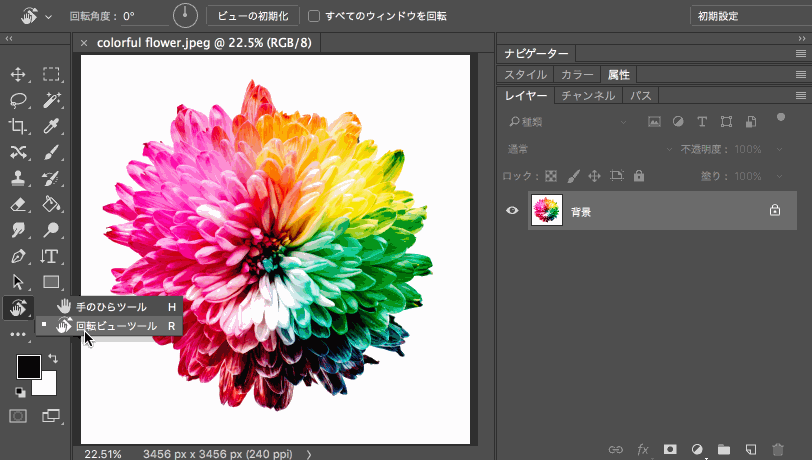 回転角度： 0°
ビューの初期化
すべてのウィンドウを回転
初期設定
colorful flower.jpeg @ 22.5% (RGB/8)
ナビゲーター
スタイル
カラー
属性
レイヤー
チャンネル
パス
種類
通常
不透明度： 100%
ロック：
塗り： 100%
背景
手のひらツール H
回転ビューツール R
22.51%
3456 px x 3456 px (240 ppi)
fx